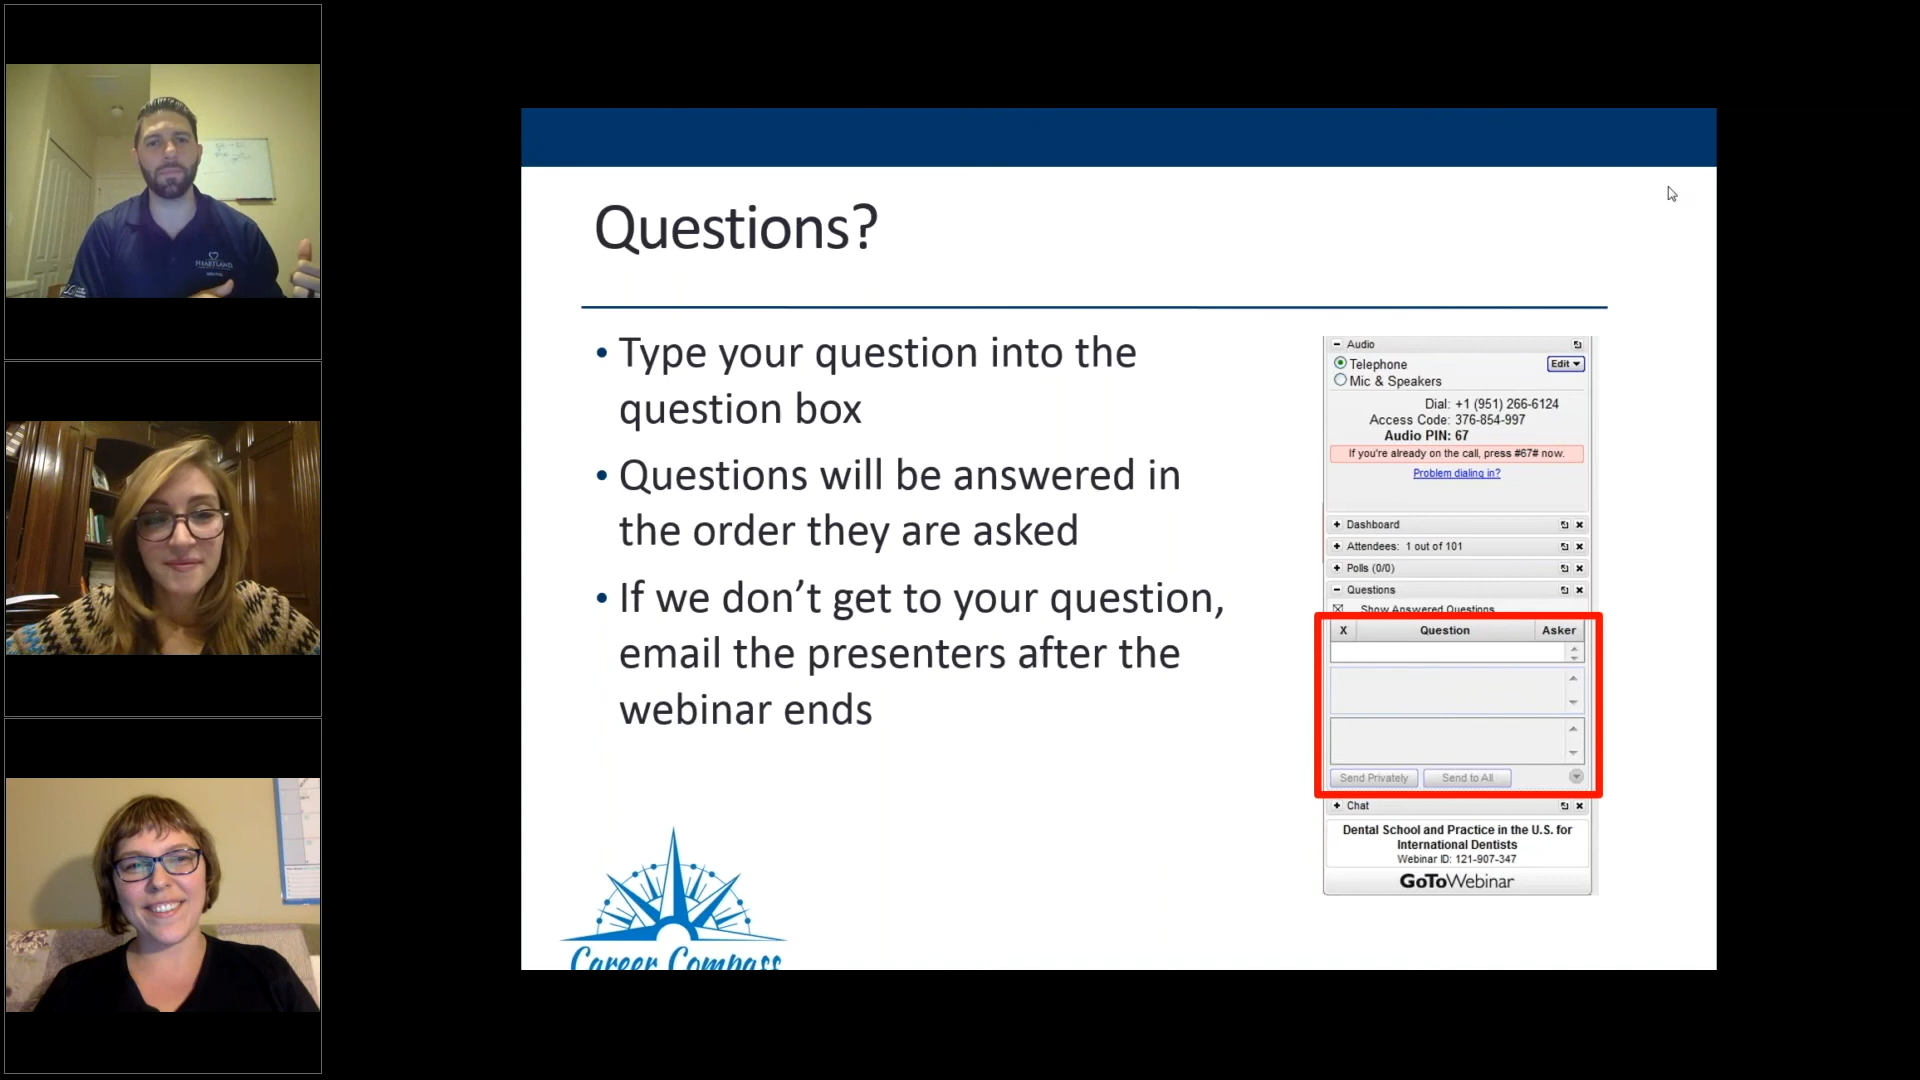 HEARTLAND
Questions?
• Type your question into the
question box
• Questions will be answered in
the order they are asked
• If we don’t get to your question,
email the presenters after the
webinar ends
Career Compass
Audio
Telephone
Edit
Mic & Speakers
Dial: +1 (951) 266-6124
Access Code: 376-854-997
Audio PIN: 67
If you're already on the call, press #67# now.
Problem dialing in?
Dashboard
Attendees: 1 out of 101
Polls (0/0)
Questions
Show Answered Questions
X Question Asker
Send Privately Send to All
Chat
Dental School and Practice in the U.S. for
International Dentists
Webinar ID: 121-907-347
GoToWebinar